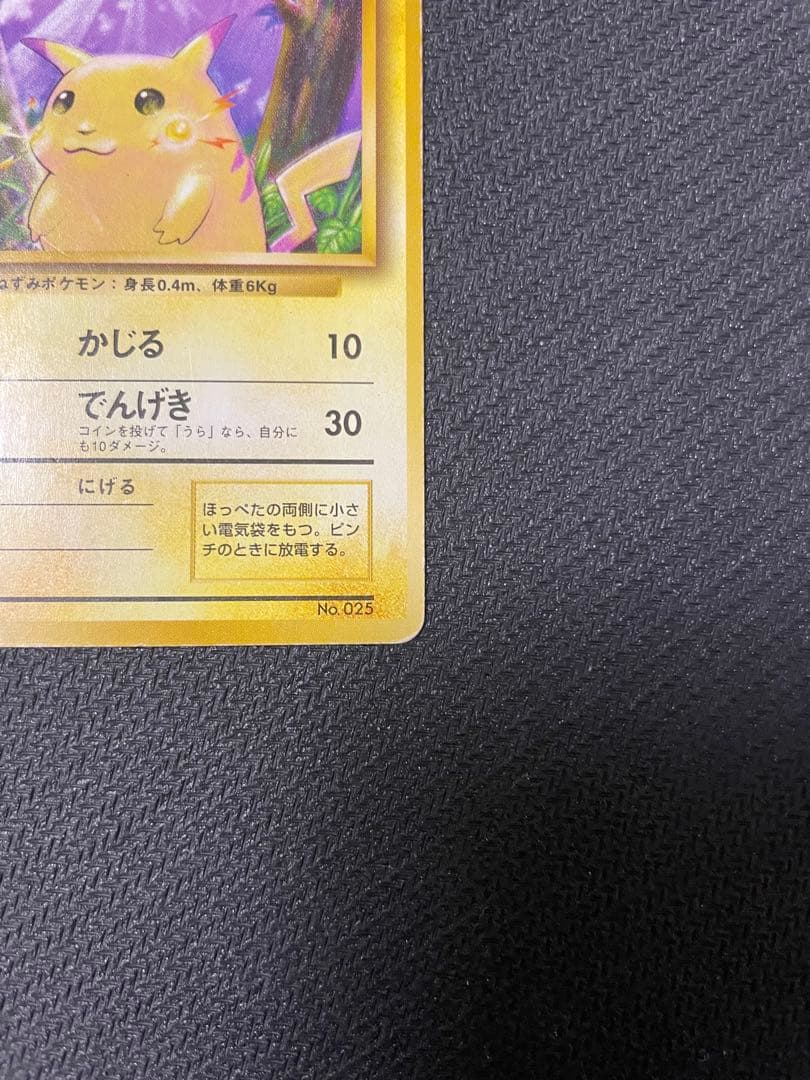 ねずみポケモン：身長0.4m、体重6Kg
かじる 10
でんげき 30
コインを投げて「うら」なら、自分に
も10ダメージ。
にげる
ほっぺたの両側に小さ
い電気袋をもつ。ピン
チのときに放電する。
No. 025